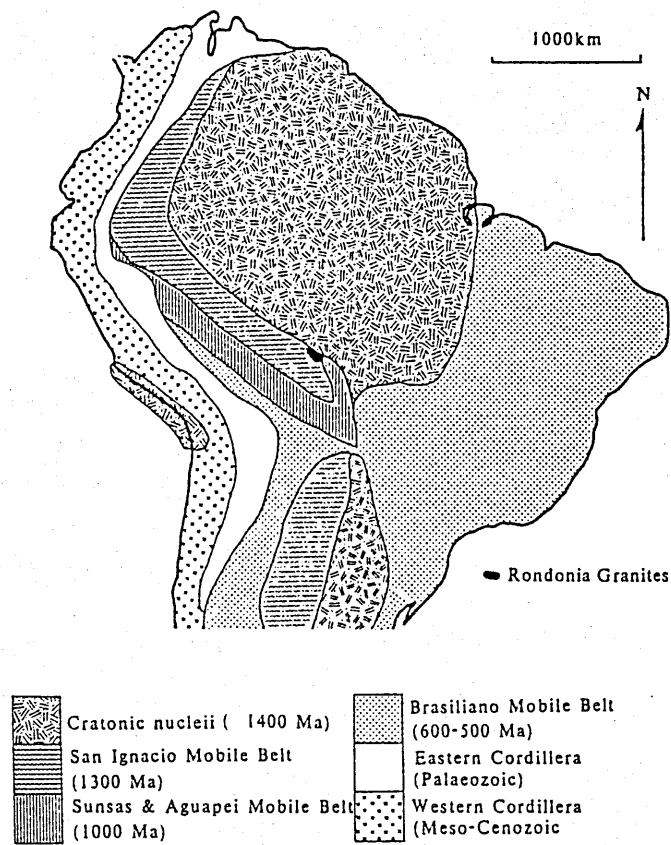 1000km
N
Rondonia Granites
Cratonic nucleii ( 1400 Ma)
San Ignacio Mobile Belt
(1300 Ma)
Sunsas & Aguapei Mobile Belt
(1000 Ma)
Brasiliano Mobile Belt
(600-500 Ma)
Eastern Cordillera
(Palaeozoic)
Western Cordillera
(Meso-Cenozoic